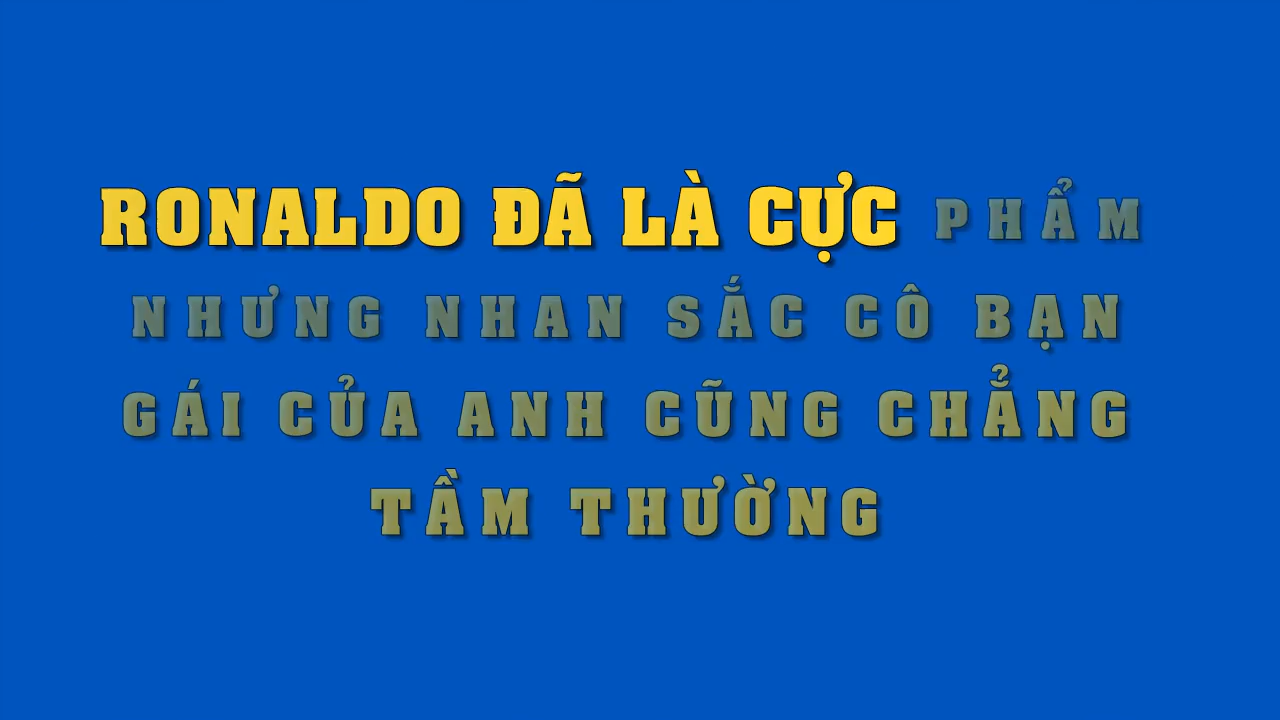 RONALDO ĐÃ LÀ CỰC PHẨM
NHƯNG NHAN SẮC CÔ BẠN
GÁI CỦA ANH CŨNG CHẲNG
TẦM THƯỜNG